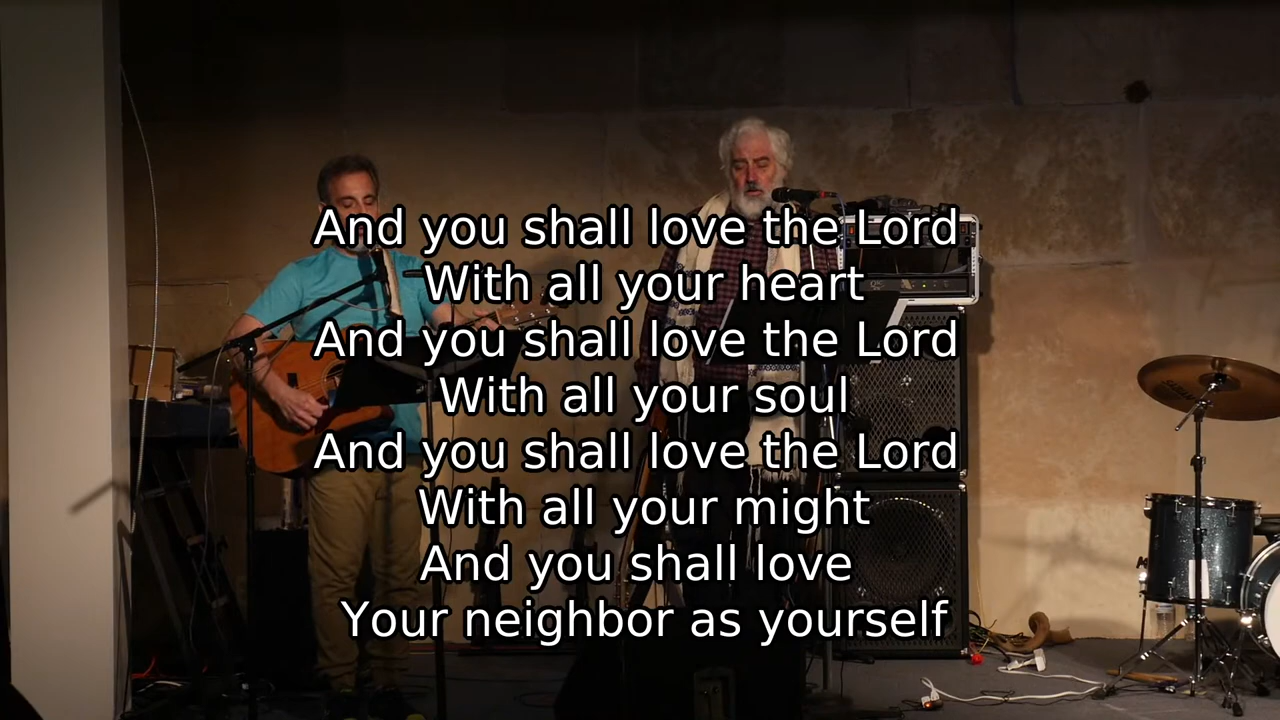 And you shall love the Lord
With all your heart
And you shall love the Lord
With all your soul
And you shall love the Lord
With all your might
And you shall love
Your neighbor as yourself